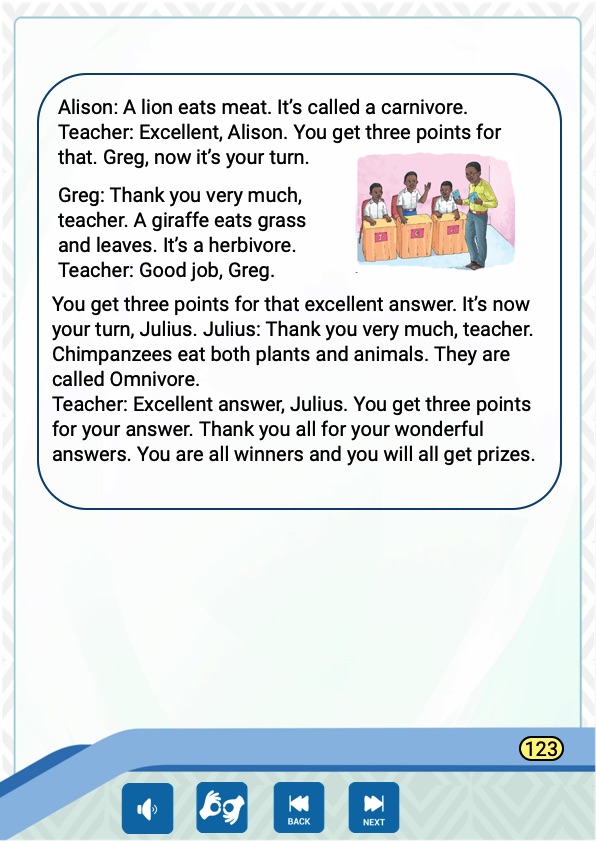 Alison: A lion eats meat. It’s called a carnivore.
Teacher: Excellent, Alison. You get three points for
that. Greg, now it’s your turn.
Greg: Thank you very much,
teacher. A giraffe eats grass
and leaves. It’s a herbivore.
Teacher: Good job, Greg.
You get three points for that excellent answer. It’s now
your turn, Julius. Julius: Thank you very much, teacher.
Chimpanzees eat both plants and animals. They are
called Omnivore.
Teacher: Excellent answer, Julius. You get three points
for your answer. Thank you all for your wonderful
answers. You are all winners and you will all get prizes.
123
BACK
NEXT